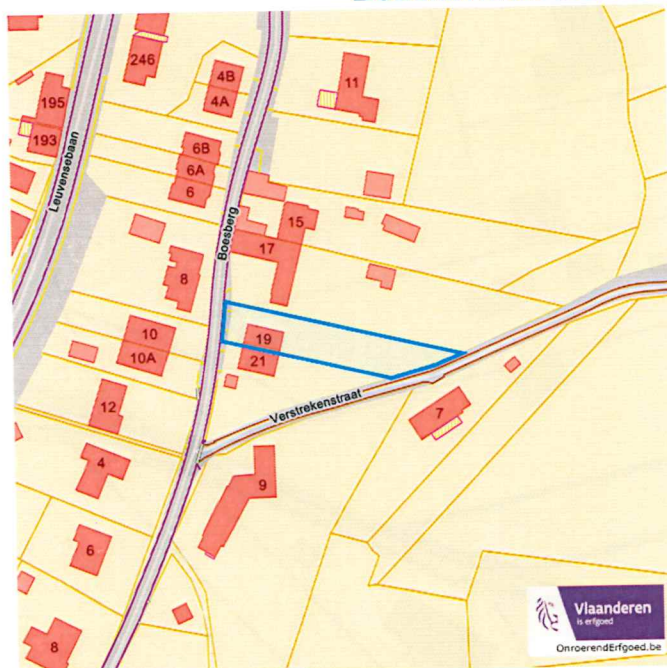 246
4B
4A
11
195
193
Leuvensebaan
6B
6A
6
Boesberg
15
17
8
10
10A
19
21
12
Verstrekenstraat
7
4
9
6
8
Vlaanderen
is erfgoed
OnroerendErfgoed.be